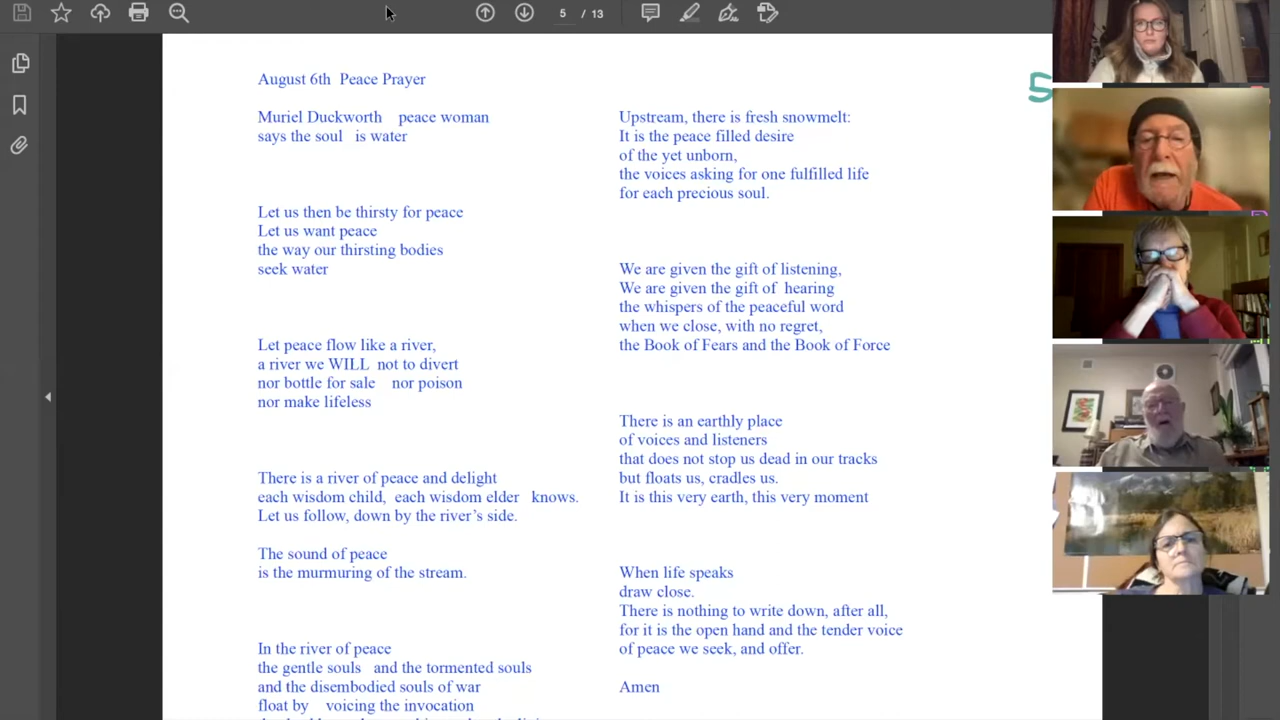 5 / 13
August 6th Peace Prayer
Muriel Duckworth peace woman
says the soul is water
Let us then be thirsty for peace
Let us want peace
the way our thirsting bodies
seek water
Let peace flow like a river,
a river we WILL not to divert
nor bottle for sale nor poison
nor make lifeless
There is a river of peace and delight
each wisdom child, each wisdom elder knows.
Let us follow, down by the river's side.
The sound of peace
is the murmuring of the stream.
In the river of peace
the gentle souls and the tormented souls
and the disembodied souls of war
float by voicing the invocation
Upstream, there is fresh snowmelt:
It is the peace filled desire
of the yet unborn,
the voices asking for one fulfilled life
for each precious soul.
We are given the gift of listening,
We are given the gift of hearing
the whispers of the peaceful word
when we close, with no regret,
the Book of Fears and the Book of Force
There is an earthly place
of voices and listeners
that does not stop us dead in our tracks
but floats us, cradles us.
It is this very earth, this very moment
When life speaks
draw close.
There is nothing to write down, after all,
for it is the open hand and the tender voice
of peace we seek, and offer.
Amen
5